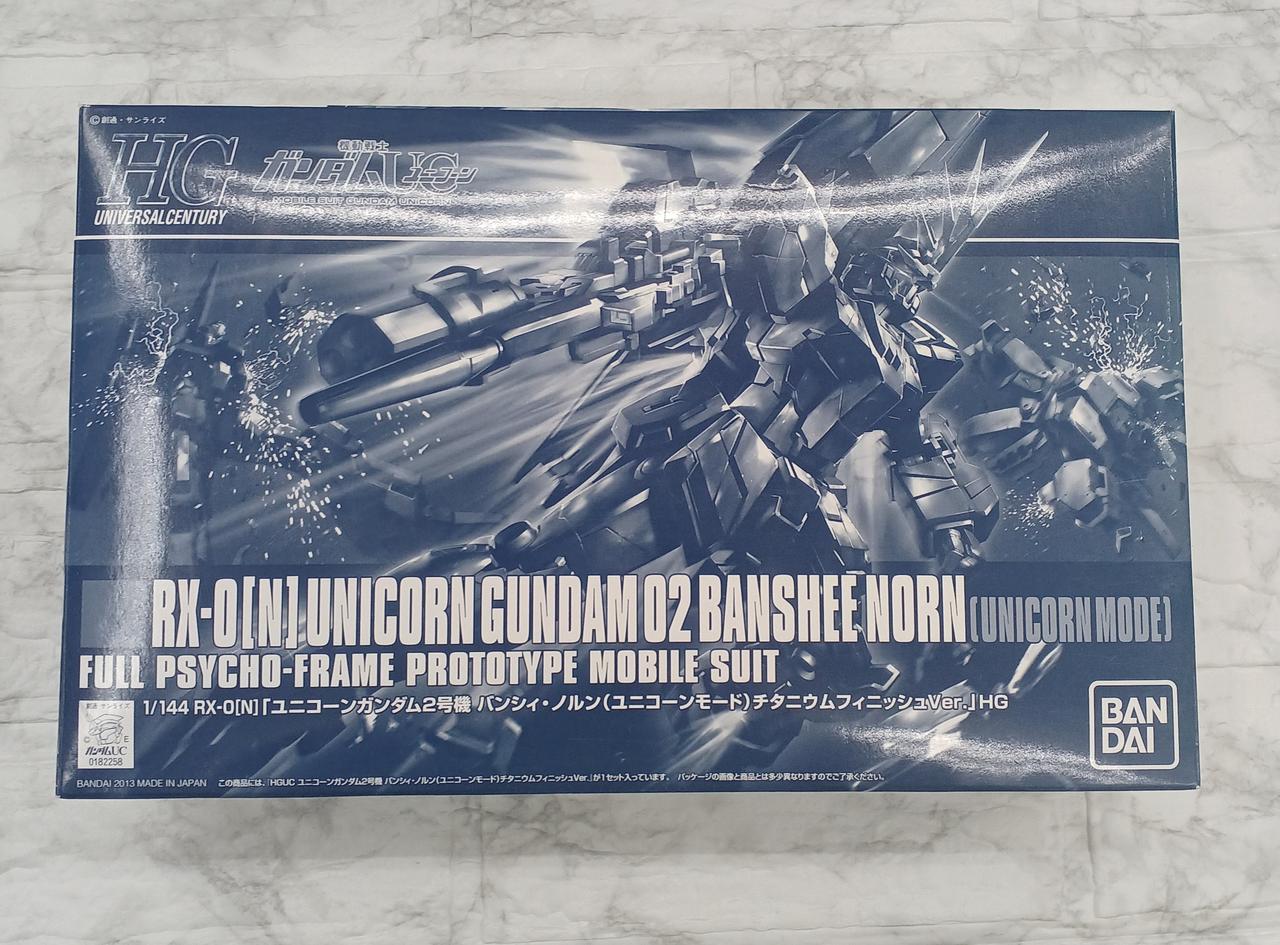 ©創通・サンライズ
HG
UNIVERSAL CENTURY
機動戦士
ガンダムUC ユニコーン
MOBILE SUIT GUNDAM UNICORN
RX-0[N] UNICORN GUNDAM 02 BANSHEE NORN (UNICORN MODE)
FULL PSYCHO-FRAME PROTOTYPE MOBILE SUIT
1/144 RX-0[N]「ユニコーンガンダム2号機 バンシィ・ノルン(ユニコーンモード)チタニウムフィニッシュVer.」HG
創通 サンライズ
C E
ガンダムUC
0182258
BAN
DAI
BANDAI 2013 MADE IN JAPAN この商品には、「HGUC ユニコーンガンダム2号機 バンシィ・ノルン(ユニコーンモード)チタニウムフィニッシュVer.」が1セット入っています。 パッケージの画像と商品とは多少異なりますのでご了承ください。